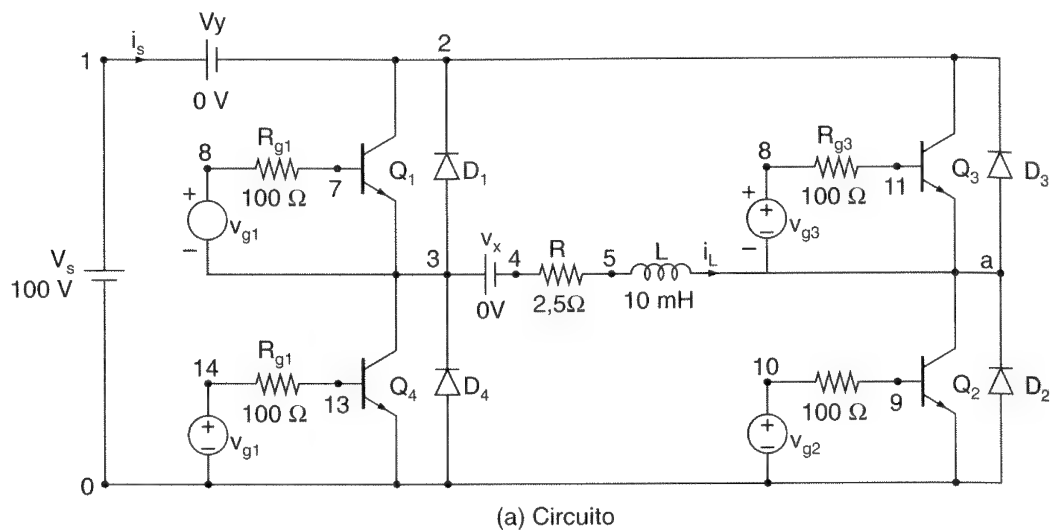 Vy
1
i_s
2
0 V
8
R_g1
7
100 Ω
Q_1
D_1
+
v_g1
−
8
R_g3
11
100 Ω
Q_3
D_3
+
v_g3
−
V_s
100 V
3
v_x
4
R
5
L
i_L
a
0V
2,5Ω
10 mH
14
R_g1
13
100 Ω
Q_4
D_4
v_g1
10
9
100 Ω
Q_2
D_2
v_g2
0
(a) Circuito